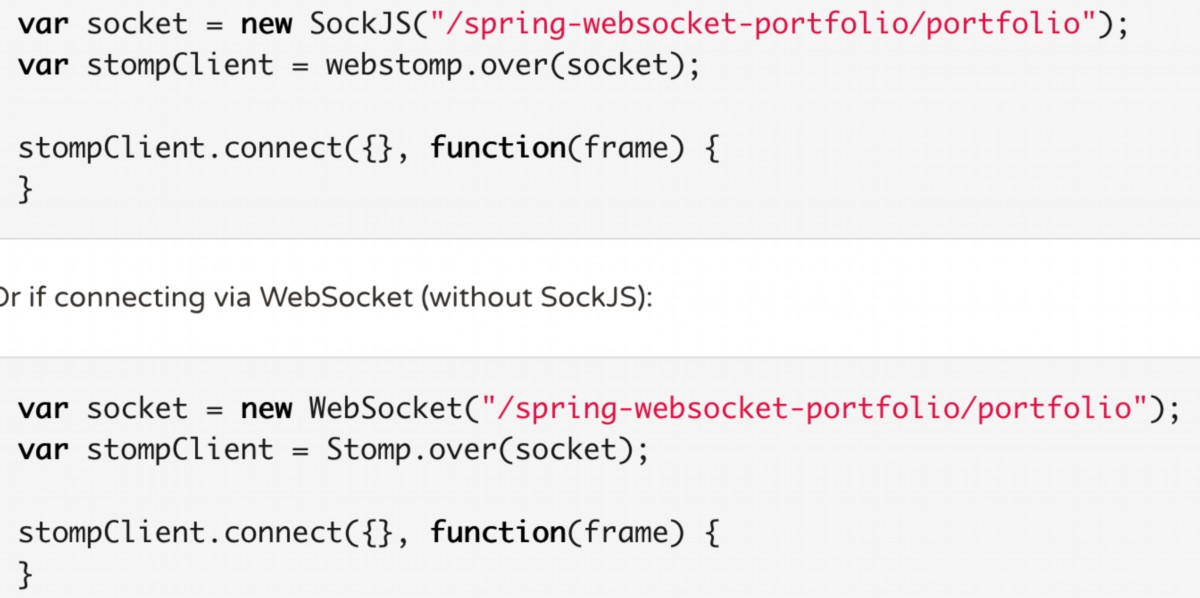 var socket = new SockJS("/spring-websocket-portfolio/portfolio");
var stompClient = webstomp.over(socket);
stompClient.connect({}, function(frame) {
}
Or if connecting via WebSocket (without SockJS):
var socket = new WebSocket("/spring-websocket-portfolio/portfolio");
var stompClient = Stomp.over(socket);
stompClient.connect({}, function(frame) {
}